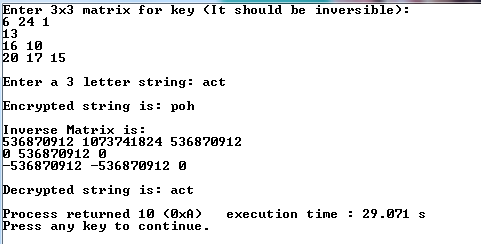 Enter 3x3 matrix for key (It should be inversible):
6 24 1
13
16 10
20 17 15
Enter a 3 letter string: act
Encrypted string is: poh
Inverse Matrix is:
536870912 1073741824 536870912
0 536870912 0
-536870912 -536870912 0
Decrypted string is: act
Process returned 10 (0xA)   execution time : 29.071 s
Press any key to continue.